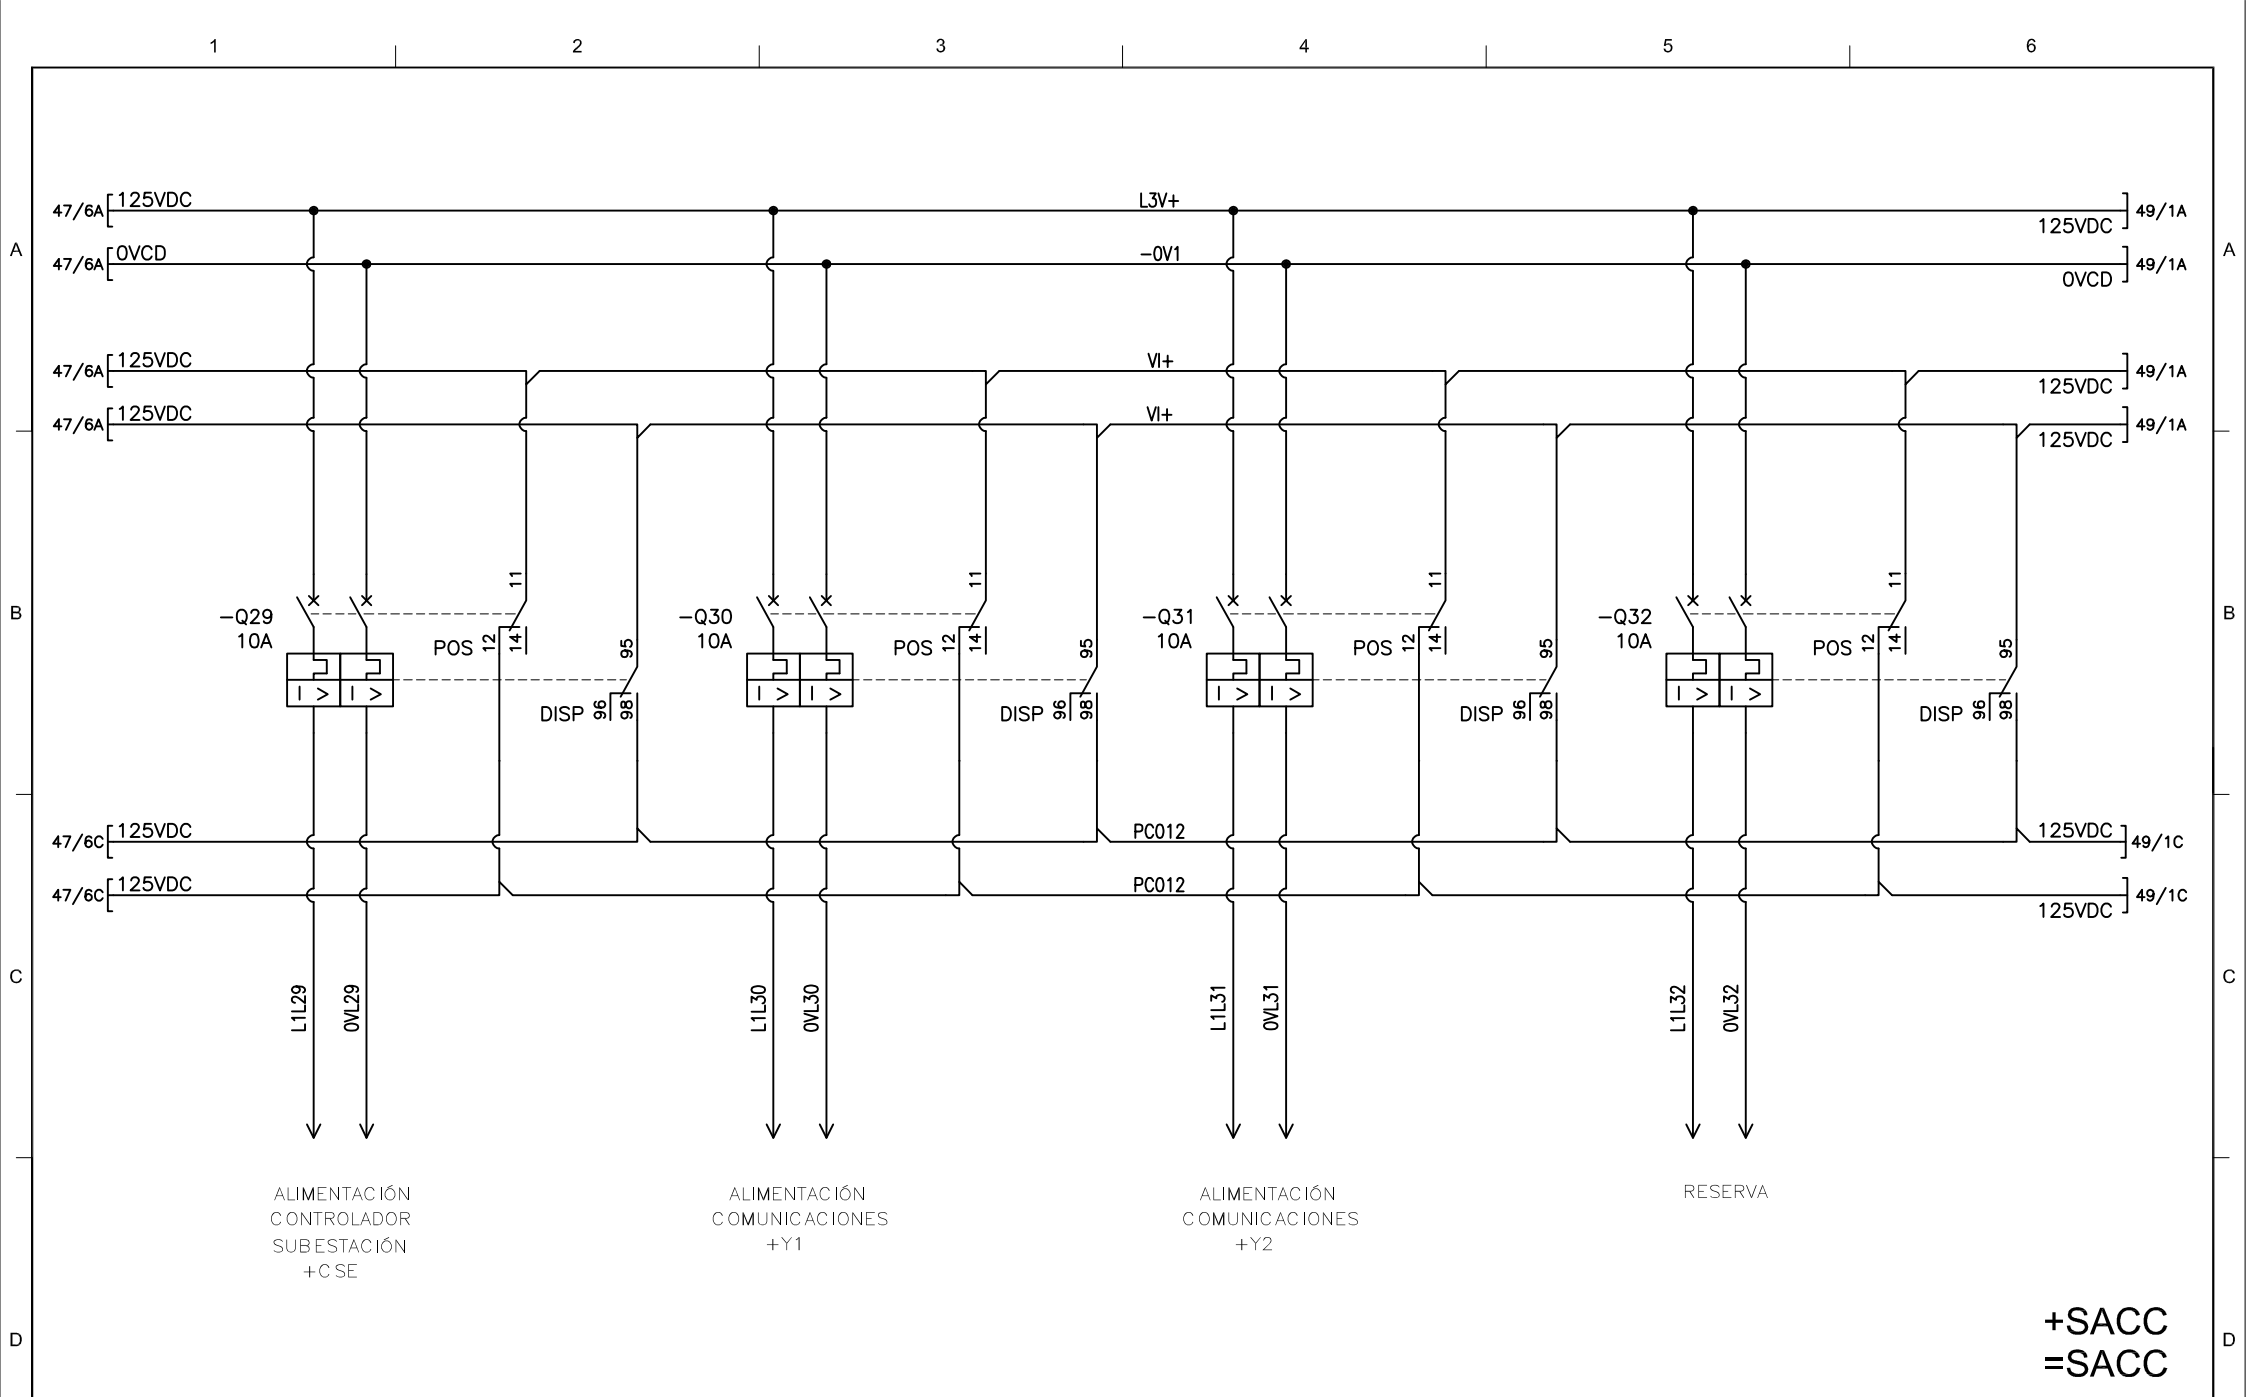 1 2 3 4 5 6
47/6A 125VDC L3V+ 125VDC 49/1A
A 47/6A 0VCD -0V1 0VCD 49/1A A
47/6A 125VDC VI+ 125VDC 49/1A
47/6A 125VDC VI+ 125VDC 49/1A
11 11 11 11
B B
-Q29 -Q30 -Q31 -Q32
10A 10A 10A 10A
POS 12 14 95 POS 12 14 95 POS 12 14 95 POS 12 14 95
I > I > I > I > I > I > I > I >
DISP 96 98 DISP 96 98 DISP 96 98 DISP 96 98
47/6C 125VDC PC012 125VDC 49/1C
47/6C 125VDC PC012 125VDC 49/1C
C C
L1L29 0VL29 L1L30 0VL30 L1L31 0VL31 L1L32 0VL32
ALIMENTACIÓN
CONTROLADOR
SUBESTACIÓN
+CSE
ALIMENTACIÓN
COMUNICACIONES
+Y1
ALIMENTACIÓN
COMUNICACIONES
+Y2
RESERVA
D D
+SACC
=SACC